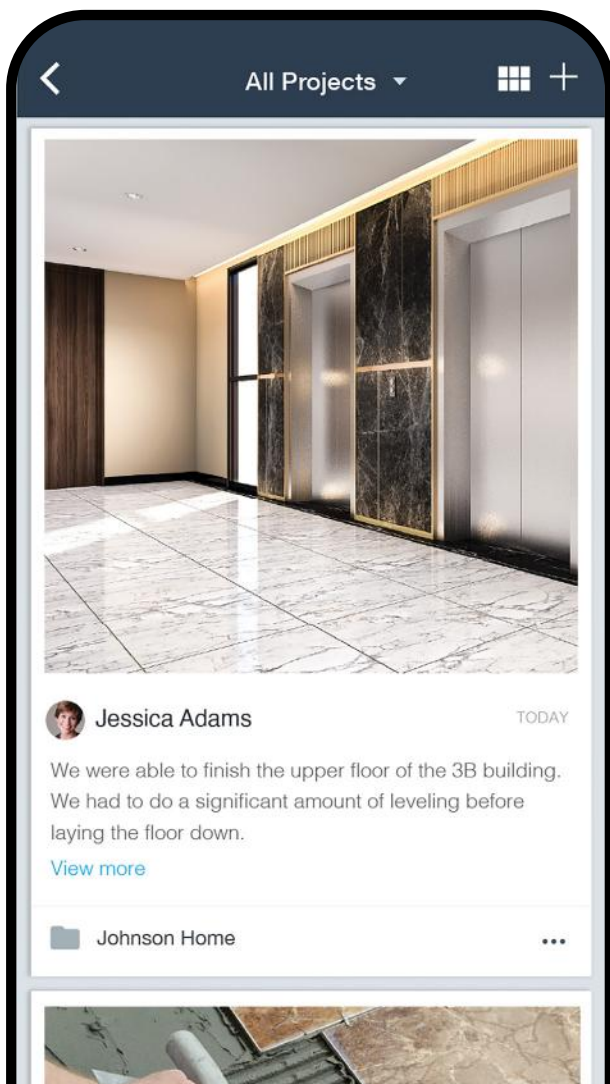 All Projects
Jessica Adams
TODAY
We were able to finish the upper floor of the 3B building.
We had to do a significant amount of leveling before
laying the floor down.
View more
Johnson Home